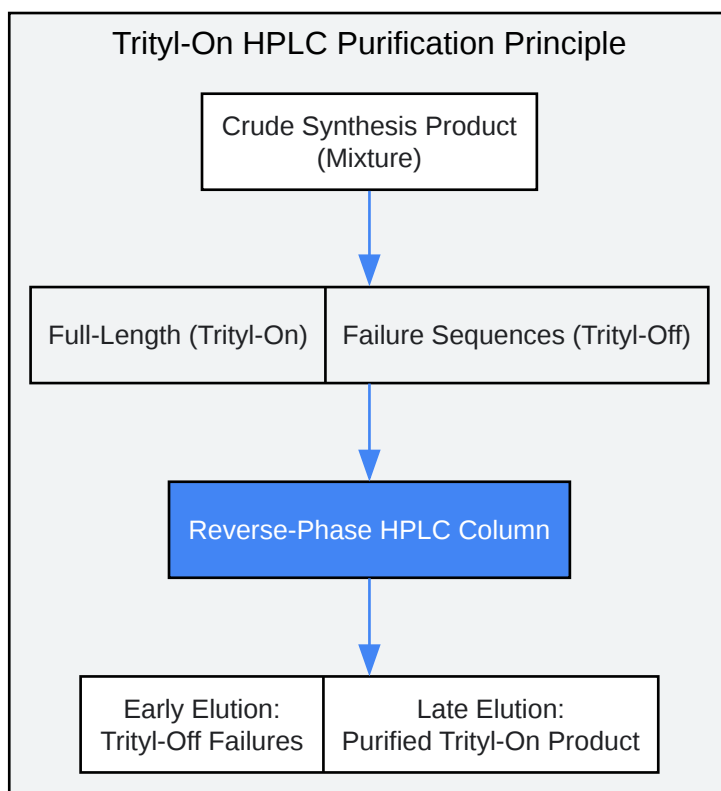 Trityl-On HPLC Purification Principle
Crude Synthesis Product
(Mixture)
Full-Length (Trityl-On)
Failure Sequences (Trityl-Off)
Reverse-Phase HPLC Column
Early Elution:
Trityl-Off Failures
Late Elution:
Purified Trityl-On Product